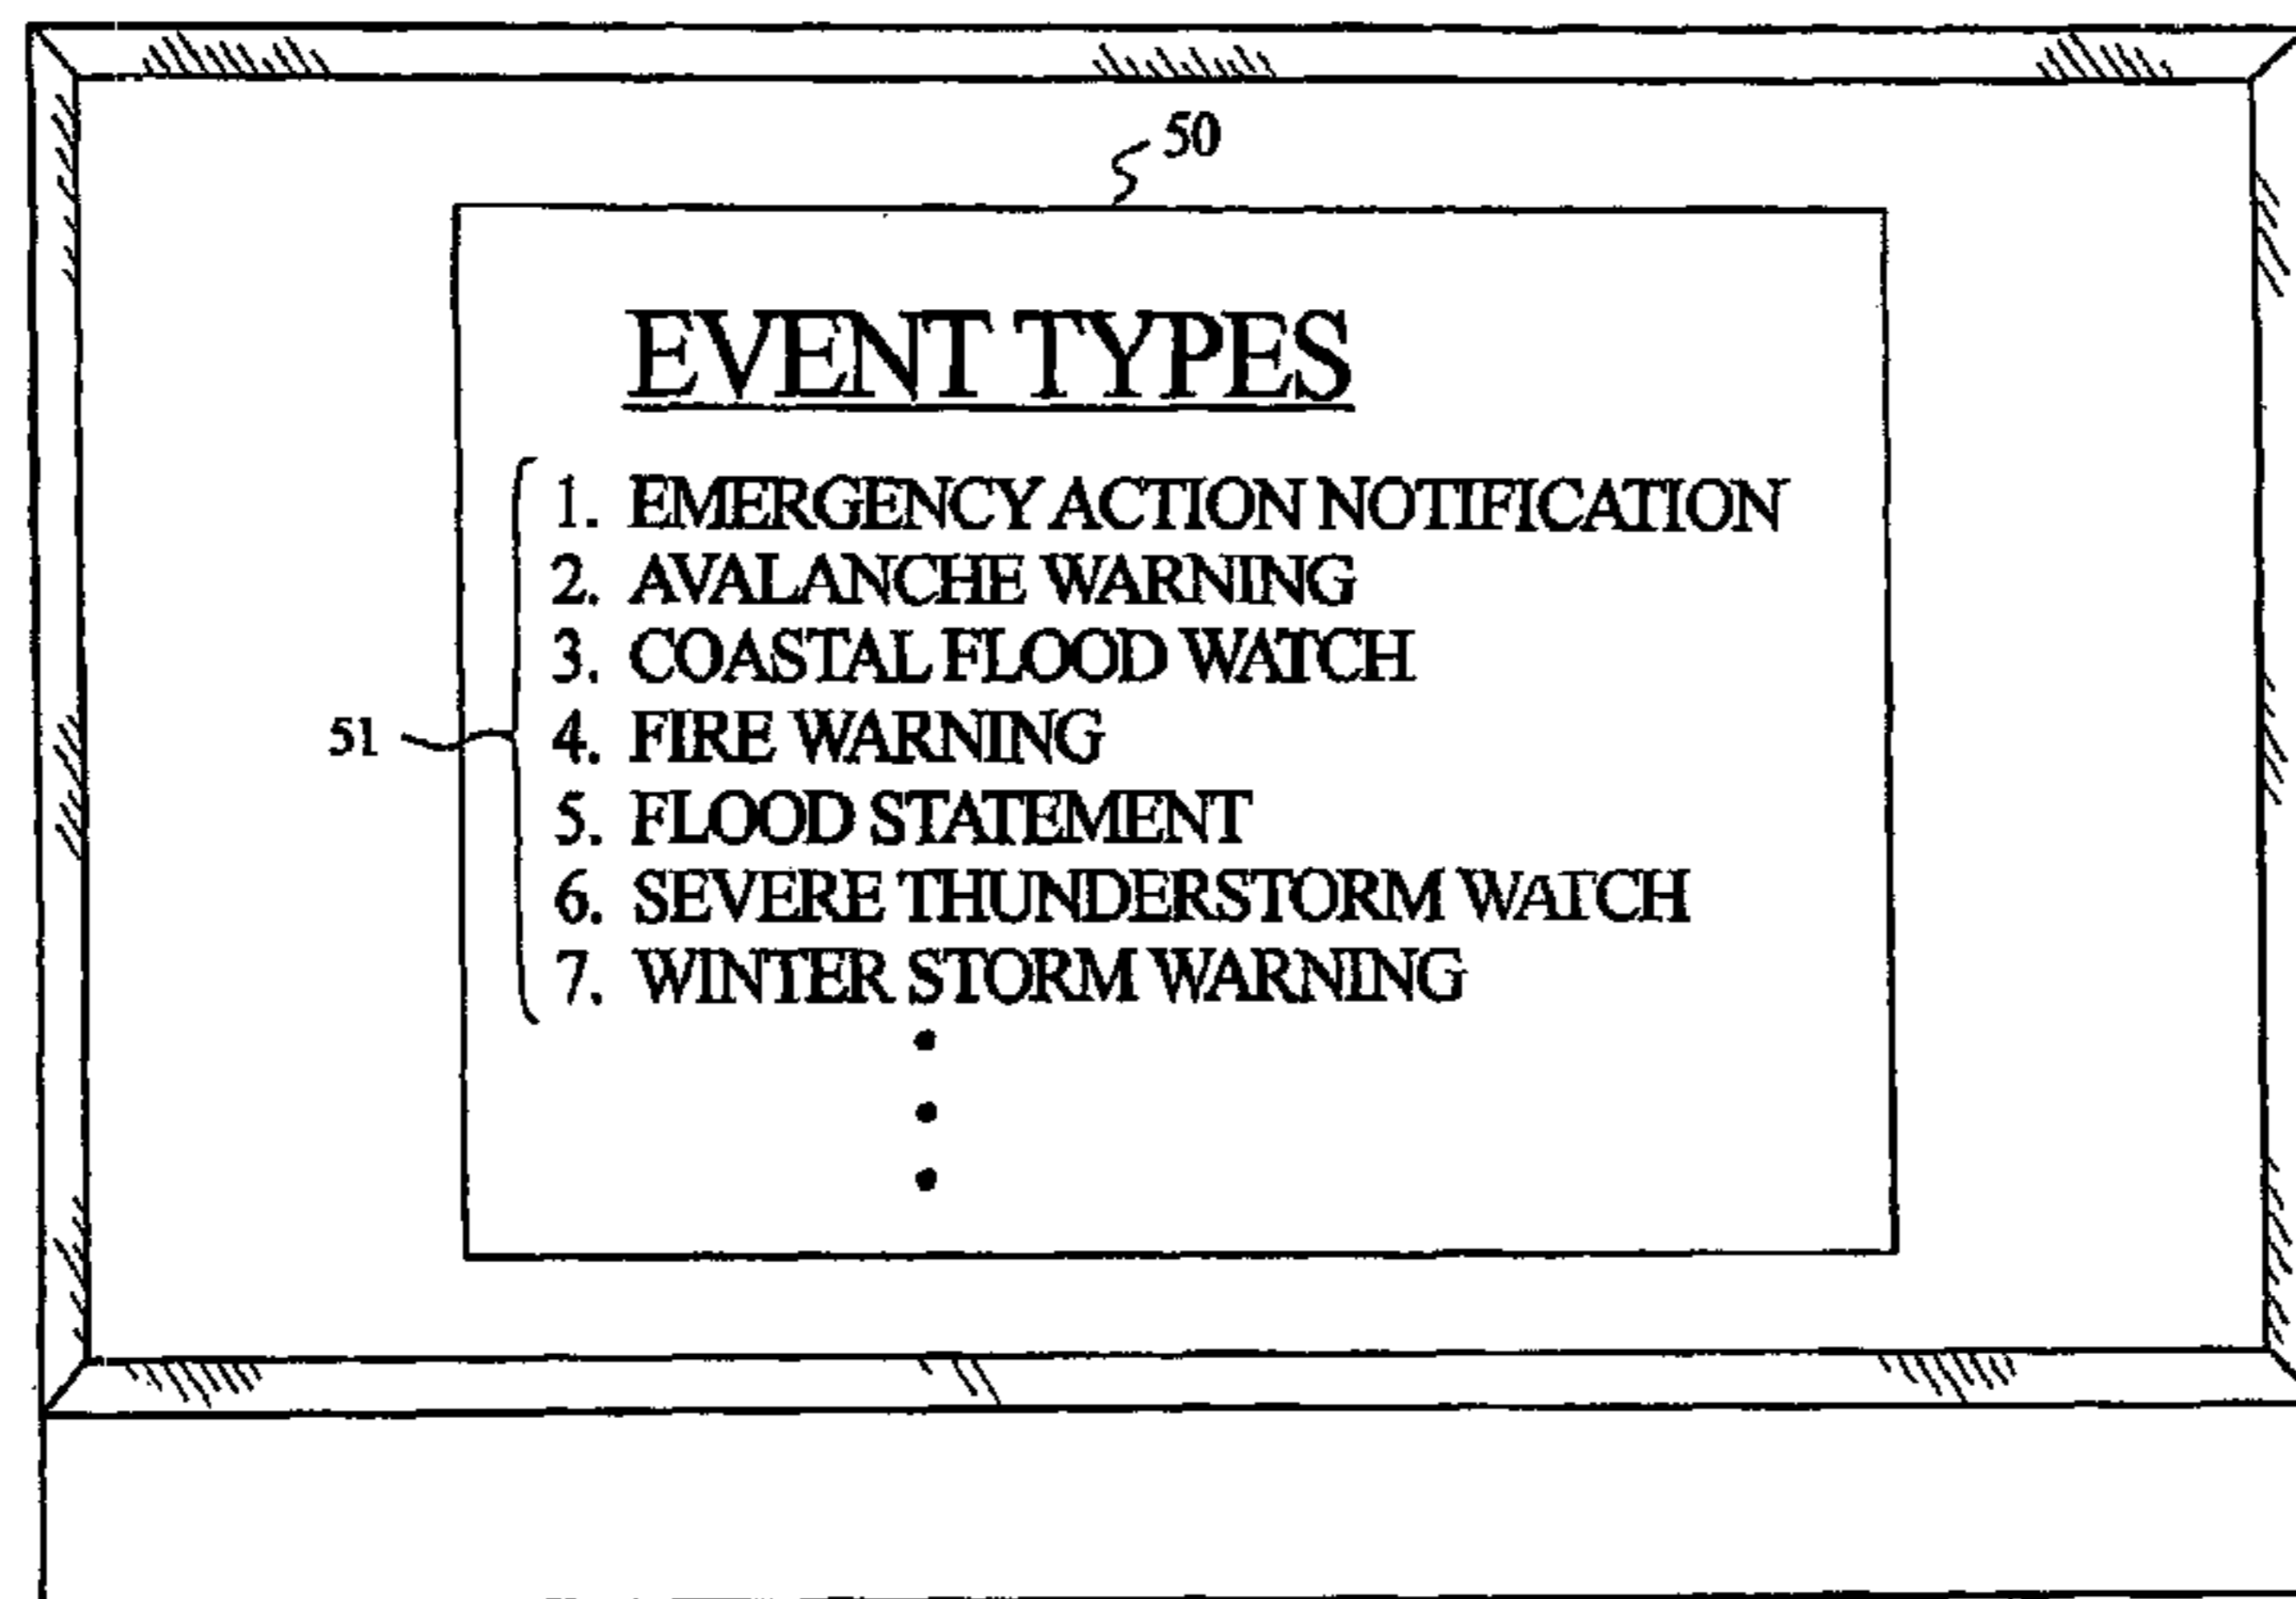 50
EVENT TYPES
1. EMERGENCY ACTION NOTIFICATION
2. AVALANCHE WARNING
3. COASTAL FLOOD WATCH
51
4. FIRE WARNING
5. FLOOD STATEMENT
6. SEVERE THUNDERSTORM WATCH
7. WINTER STORM WARNING